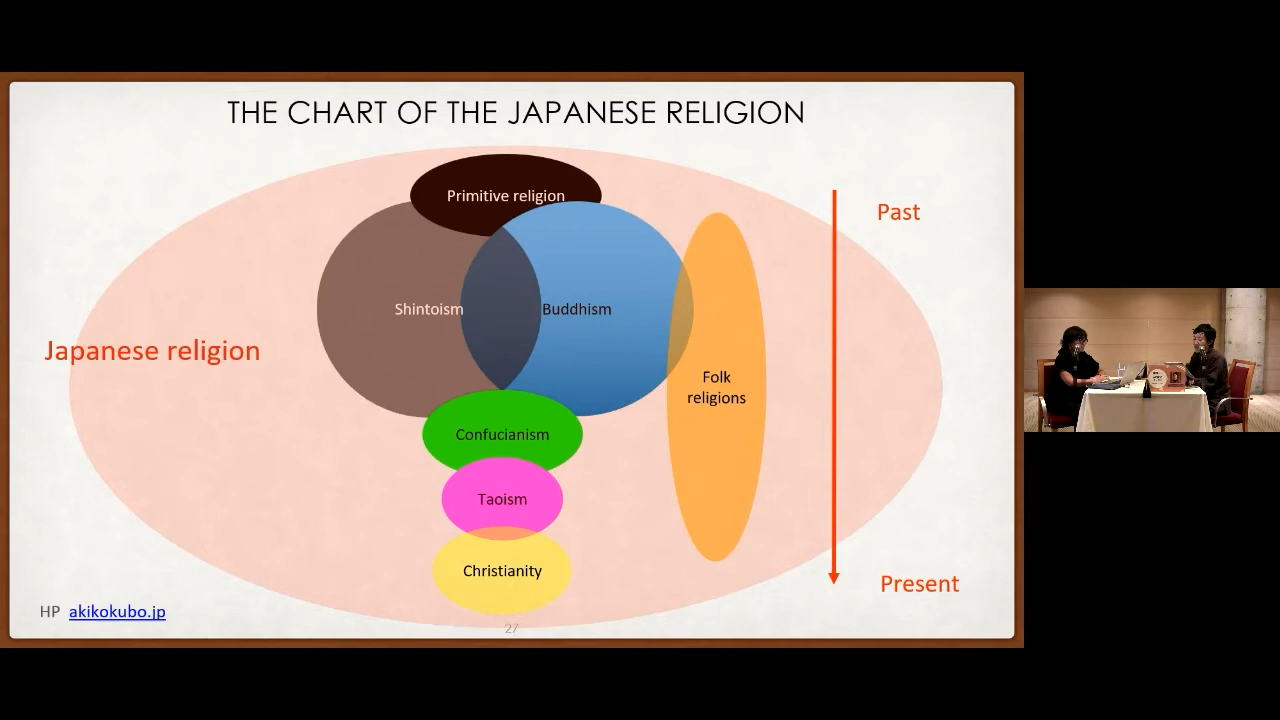 THE CHART OF THE JAPANESE RELIGION
Primitive religion
Past
Shintoism
Buddhism
Japanese religion
Folk
religions
Confucianism
Taoism
Christianity
Present
HP akikokubo.jp
27